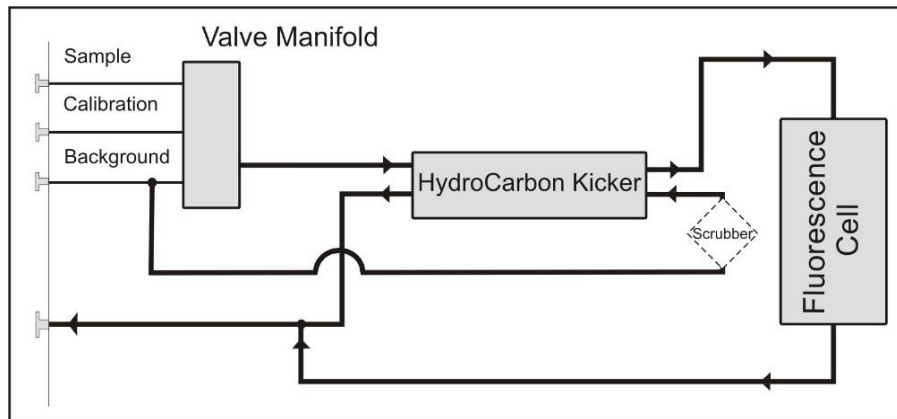 Valve Manifold
Sample
Calibration
Background
HydroCarbon Kicker
Scrubber
Fluorescence
Cell